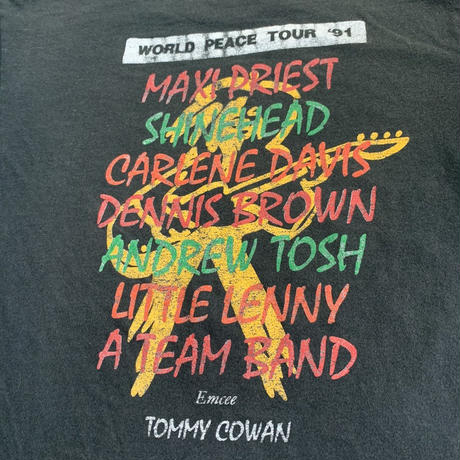 WORLD PEACE TOUR '91
MAXI PRIEST
SHINEHEAD
CARLENE DAVIS
DENNIS BROWN
ANDREW TOSH
LITTLE LENNY
A TEAM BAND
Emcee
TOMMY COWAN